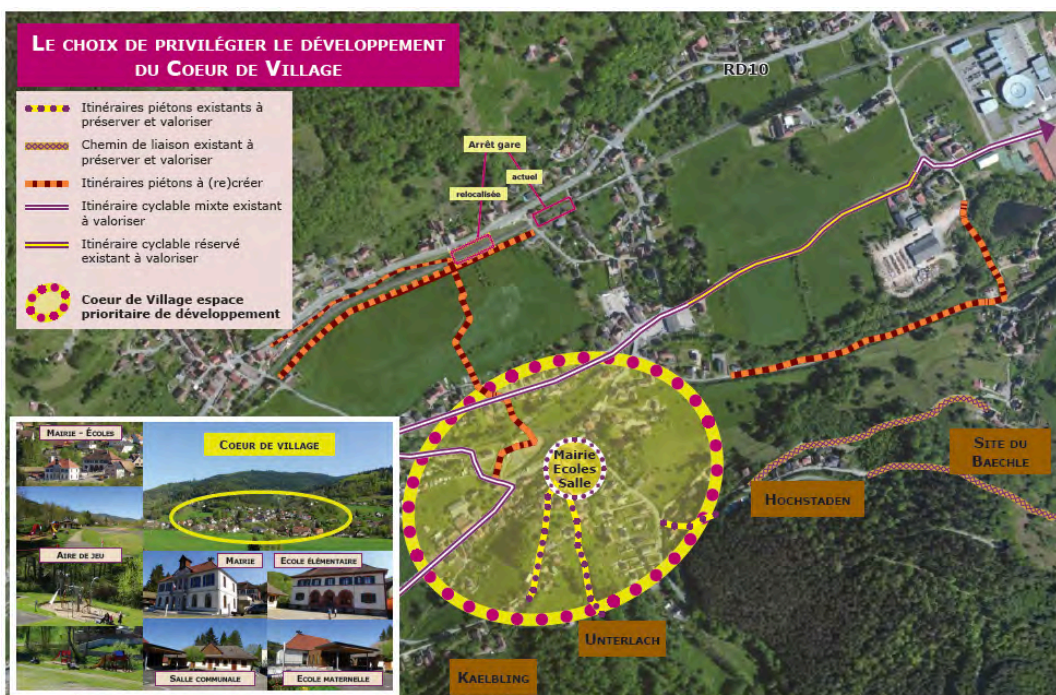 LE CHOIX DE PRIVILÉGIER LE DÉVELOPPEMENT
DU COEUR DE VILLAGE
Itinéraires piétons existants à
préserver et valoriser
Chemin de liaison existant à
préserver et valoriser
Itinéraires piétons à (re)créer
Itinéraire cyclable mixte existant
à valoriser
Itinéraire cyclable réservé
existant à valoriser
Coeur de Village espace
prioritaire de développement
RD10
Arrêt gare
actuel
relocalisée
Mairie
Ecoles
Salle
SITE DU
BAECHLE
HOCHSTADEN
UNTERLACH
KAELBLING
MAIRIE - ÉCOLES
COEUR DE VILLAGE
AIRE DE JEU
MAIRIE
ECOLE ÉLÉMENTAIRE
SALLE COMMUNALE
ECOLE MATERNELLE